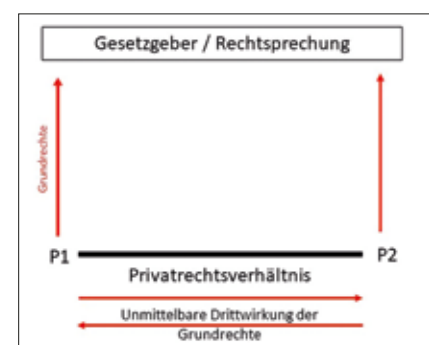 Gesetzgeber / Rechtsprechung
Grundrechte
P1
P2
Privatrechtsverhältnis
Unmittelbare Drittwirkung der
Grundrechte